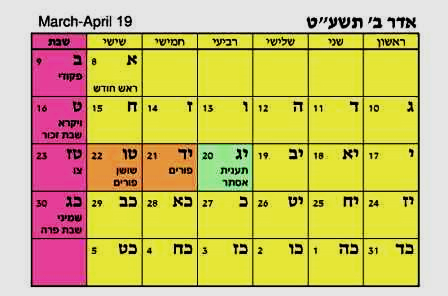 אדר ב׳ תשע״ט March-April 19
ראשון שני שלישי רביעי חמישי שישי שבת
א 8 ב 9
ראש חודש פקודי
ג 10 ד 11 ה 12 ו 13 ז 14 ח 15 ט 16
ויקרא
שבת זכור
י 17 יא 18 יב 19 יג 20 יד 21 טו 22 טז 23
תענית פורים שושן צו
אסתר פורים
יז 24 יח 25 יט 26 כ 27 כא 28 כב 29 כג 30
שמיני
שבת פרה
כד 31 כה 1 כו 2 כז 3 כח 4 כט 5